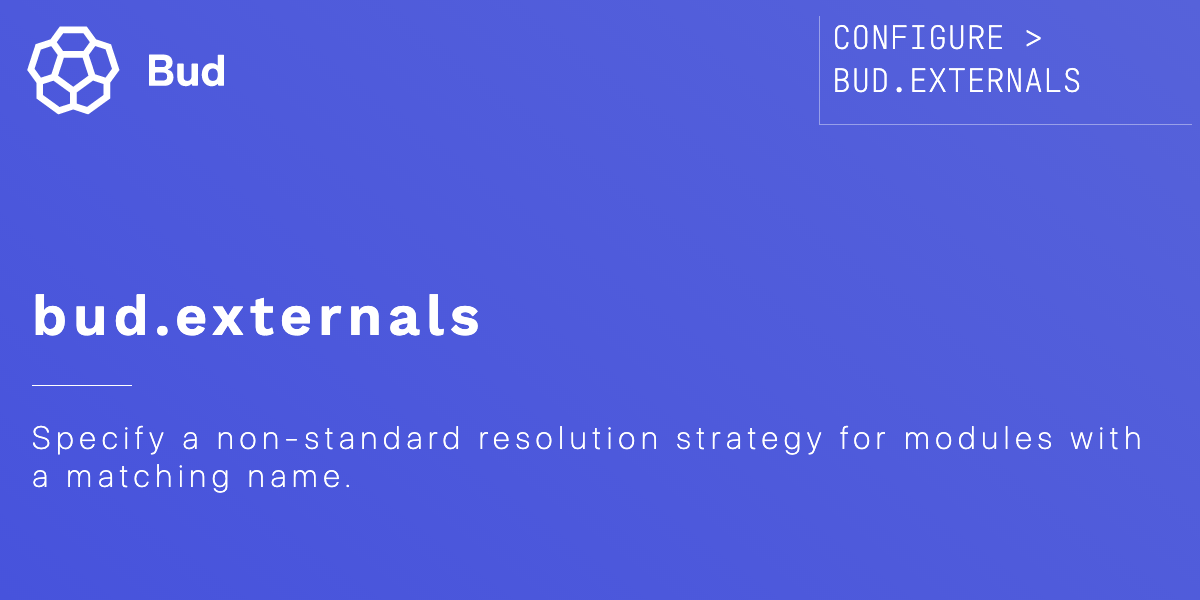 Bud
CONFIGURE >
BUD.EXTERNALS
bud.externals
Specify a non-standard resolution strategy for modules with
a matching name.